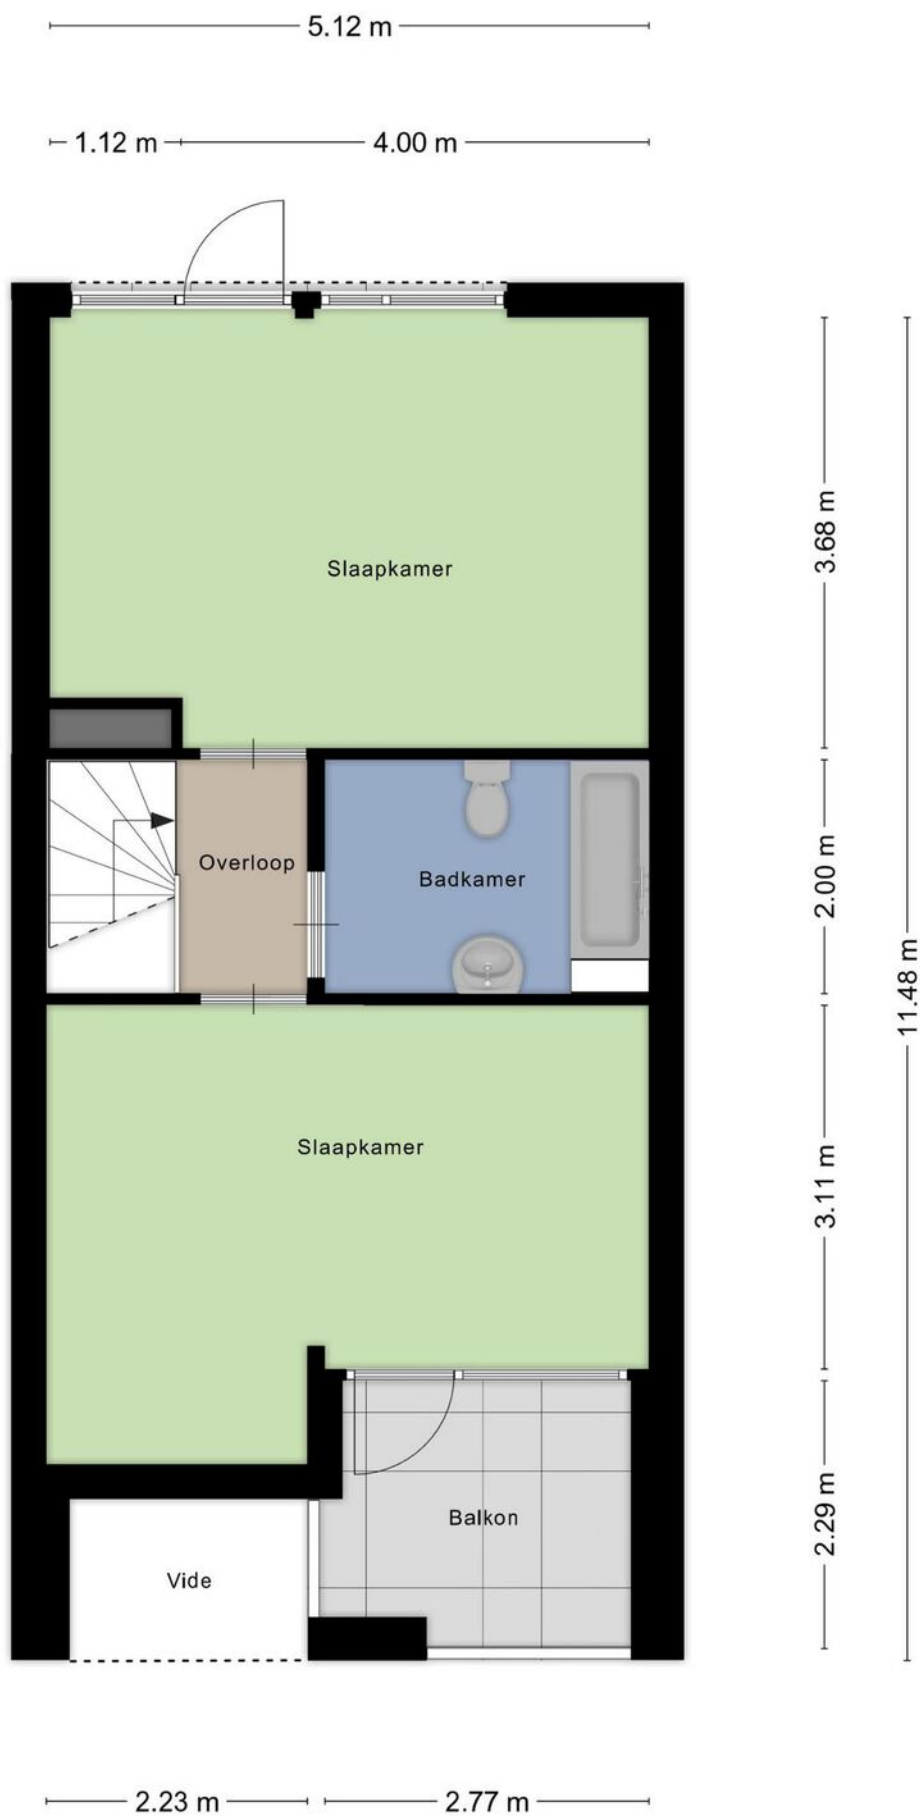 5.12 m
1.12 m
4.00 m
Slaapkamer
3.68 m
Overloop
Badkamer
2.00 m
11.48 m
Slaapkamer
3.11 m
Balkon
2.29 m
Vide
2.23 m
2.77 m